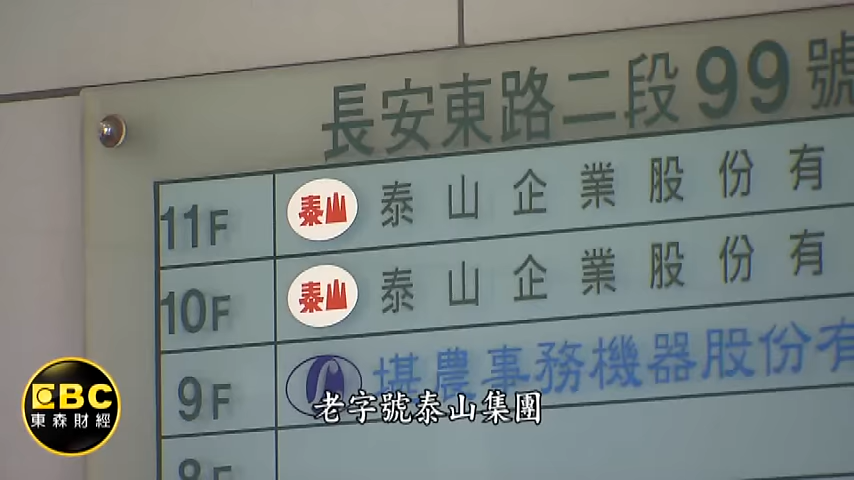 長安東路二段99號
11F 泰山 泰山企業股份有
10F 泰山 泰山企業股份有
9F 堪農事務機器股份有
8F
老字號泰山集團
EBC
東森財經